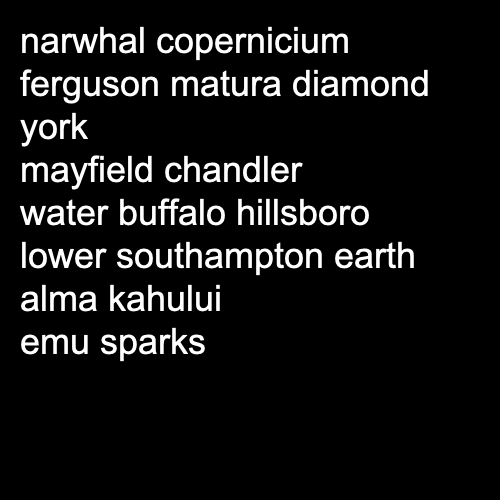 narwhal copernicium
ferguson matura diamond
york
mayfield chandler
water buffalo hillsboro
lower southampton earth
alma kahului
emu sparks